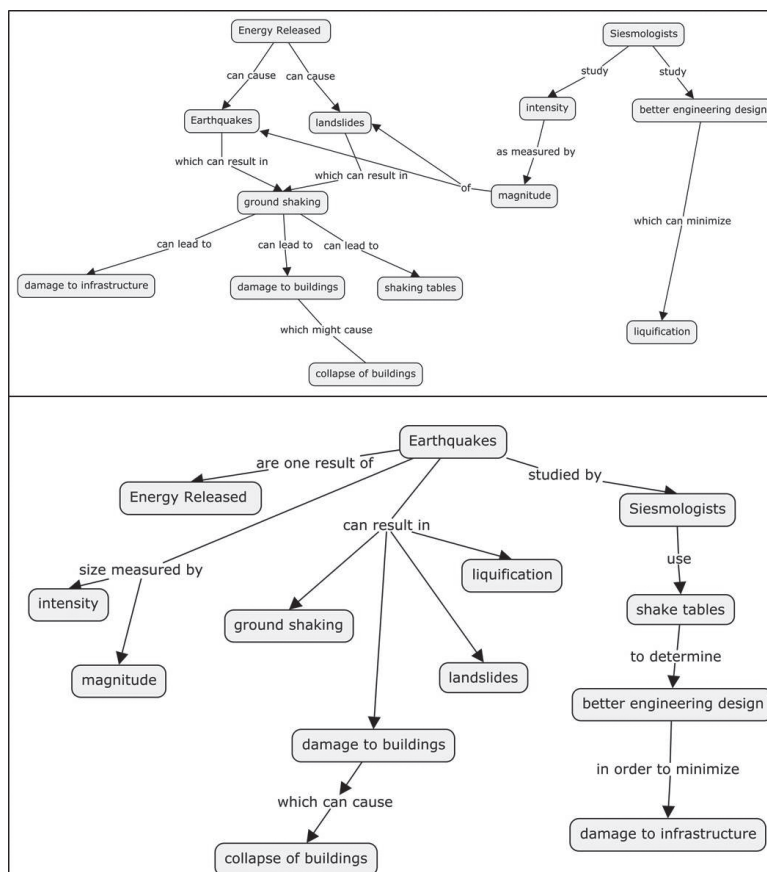 Energy Released
Siesmologists
can cause
can cause
study
study
Earthquakes
landslides
intensity
better engineering design
which can result in
which can result in
as measured by
of
magnitude
ground shaking
which can minimize
can lead to
can lead to
can lead to
damage to infrastructure
damage to buildings
shaking tables
which might cause
liquification
collapse of buildings
Earthquakes
are one result of
studied by
Energy Released
Siesmologists
can result in
size measured by
use
liquification
intensity
ground shaking
shake tables
magnitude
landslides
to determine
better engineering design
damage to buildings
in order to minimize
which can cause
damage to infrastructure
collapse of buildings